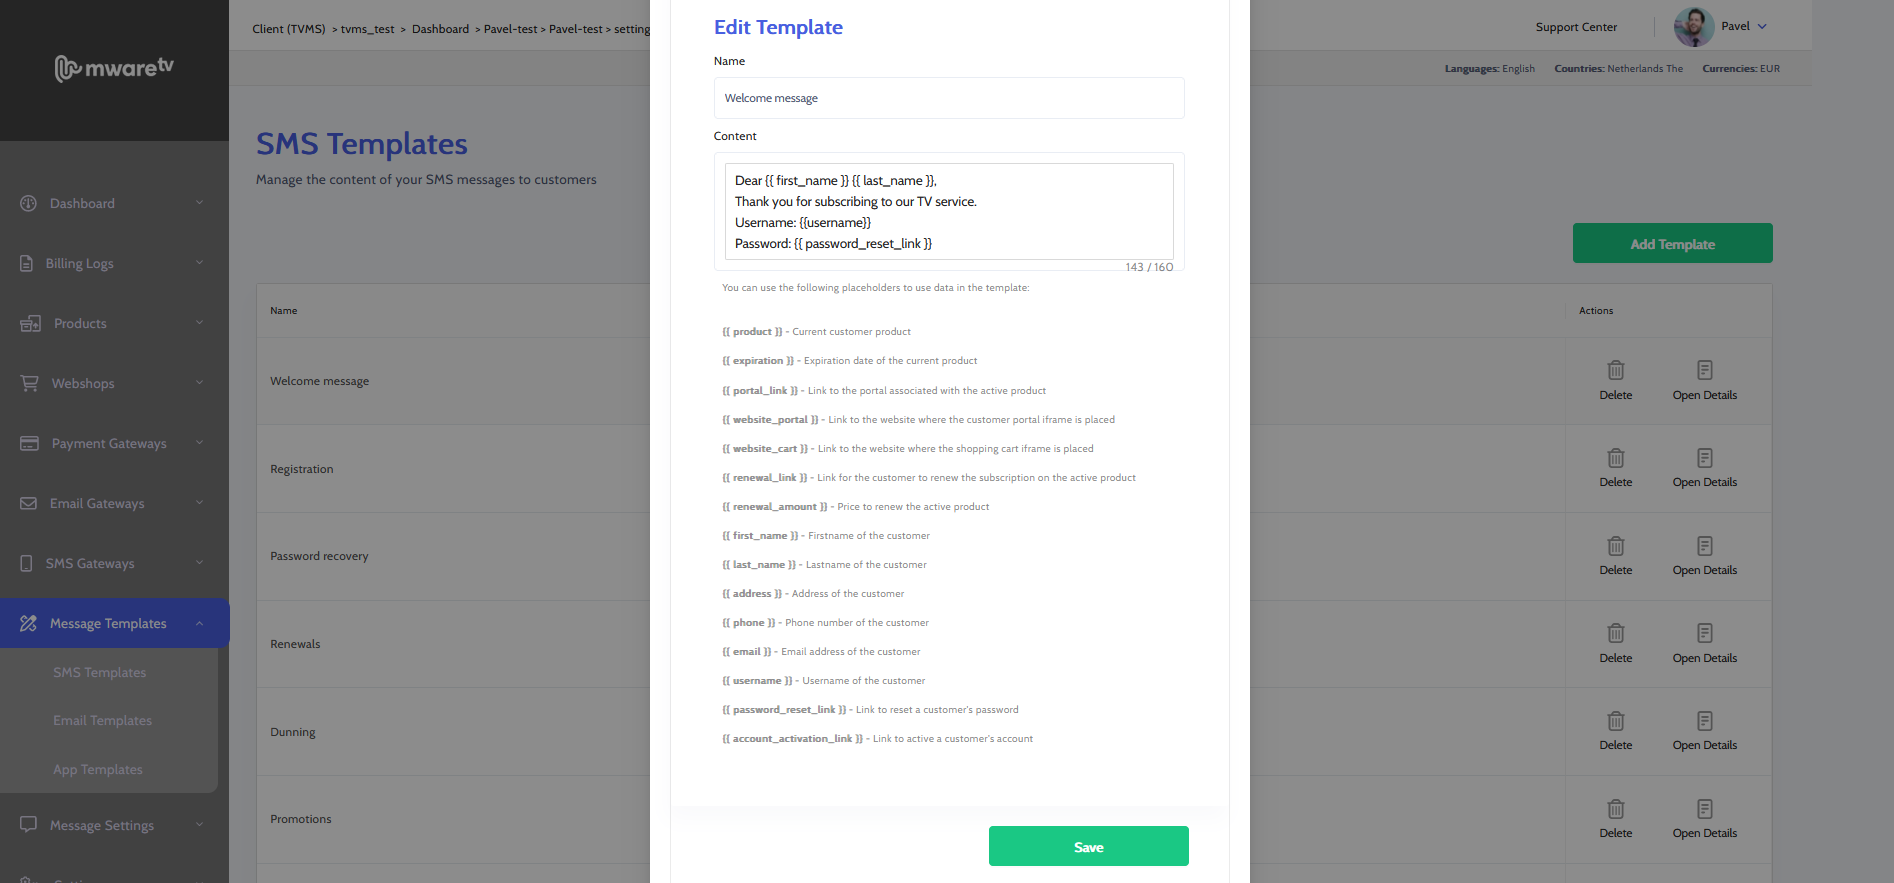 mwaretv
Client (TVMS) > tvms_test > Dashboard > Pavel-test > Pavel-test > setting
Support Center
Pavel
Languages: English Countries: Netherlands The Currencies: EUR
Dashboard
Billing Logs
Products
Webshops
Payment Gateways
Email Gateways
SMS Gateways
Message Templates
SMS Templates
Email Templates
App Templates
Message Settings
SMS Templates
Manage the content of your SMS messages to customers
Add Template
Name
Actions
Welcome message
Delete
Open Details
Registration
Delete
Open Details
Password recovery
Delete
Open Details
Renewals
Delete
Open Details
Dunning
Delete
Open Details
Promotions
Delete
Open Details
Edit Template
Name
Welcome message
Content
Dear {{ first_name }} {{ last_name }},
Thank you for subscribing to our TV service.
Username: {{username}}
Password: {{ password_reset_link }}
143 / 160
You can use the following placeholders to use data in the template:
{{ product }} - Current customer product
{{ expiration }} - Expiration date of the current product
{{ portal_link }} - Link to the portal associated with the active product
{{ website_portal }} - Link to the website where the customer portal iframe is placed
{{ website_cart }} - Link to the website where the shopping cart iframe is placed
{{ renewal_link }} - Link for the customer to renew the subscription on the active product
{{ renewal_amount }} - Price to renew the active product
{{ first_name }} - Firstname of the customer
{{ last_name }} - Lastname of the customer
{{ address }} - Address of the customer
{{ phone }} - Phone number of the customer
{{ email }} - Email address of the customer
{{ username }} - Username of the customer
{{ password_reset_link }} - Link to reset a customer's password
{{ account_activation_link }} - Link to active a customer's account
Save